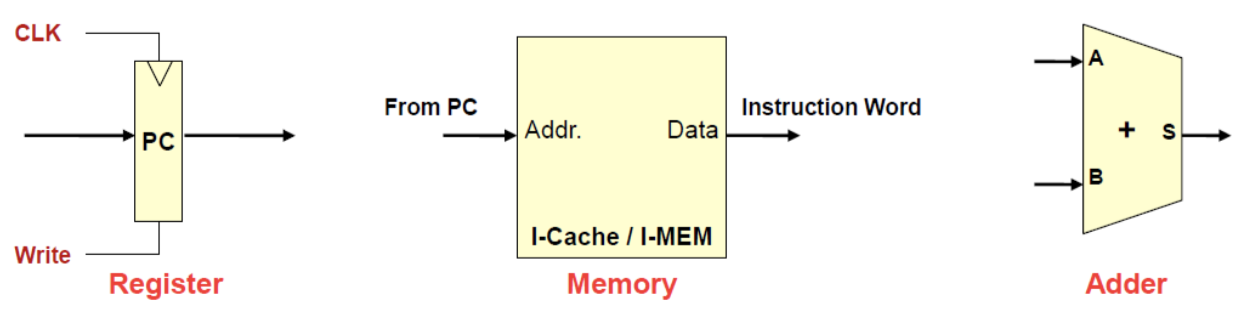 CLK
PC
Write
Register
From PC
Addr.
Data
Instruction Word
I-Cache / I-MEM
Memory
A
B
+
S
Adder